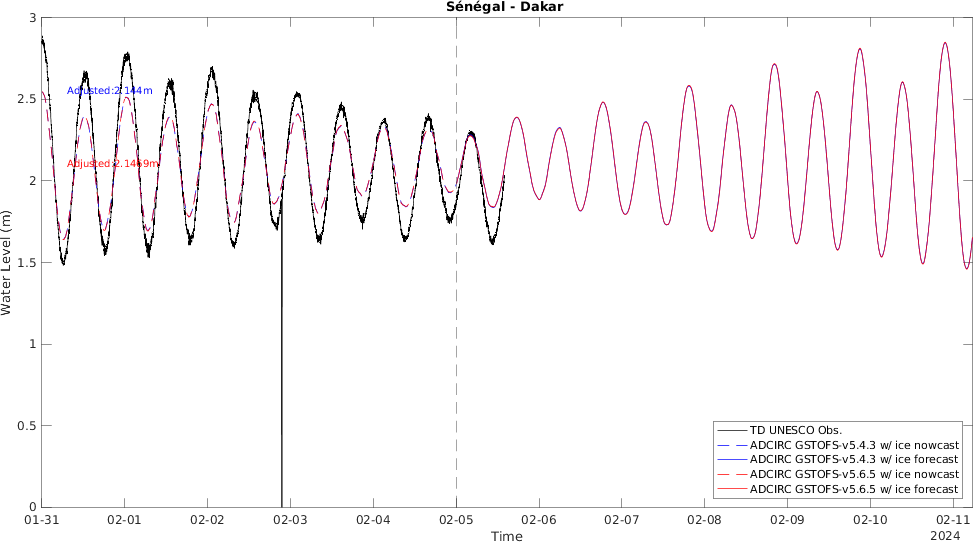 Sénégal - Dakar
3
2.5
2
1.5
1
0.5
0
Water Level (m)
Adjusted:2.144m
Adjusted:2.1469m
TD UNESCO Obs.
ADCIRC GSTOFS-v5.4.3 w/ ice nowcast
ADCIRC GSTOFS-v5.4.3 w/ ice forecast
ADCIRC GSTOFS-v5.6.5 w/ ice nowcast
ADCIRC GSTOFS-v5.6.5 w/ ice forecast
01-31 02-01 02-02 02-03 02-04 02-05 02-06 02-07 02-08 02-09 02-10 02-11
Time
2024